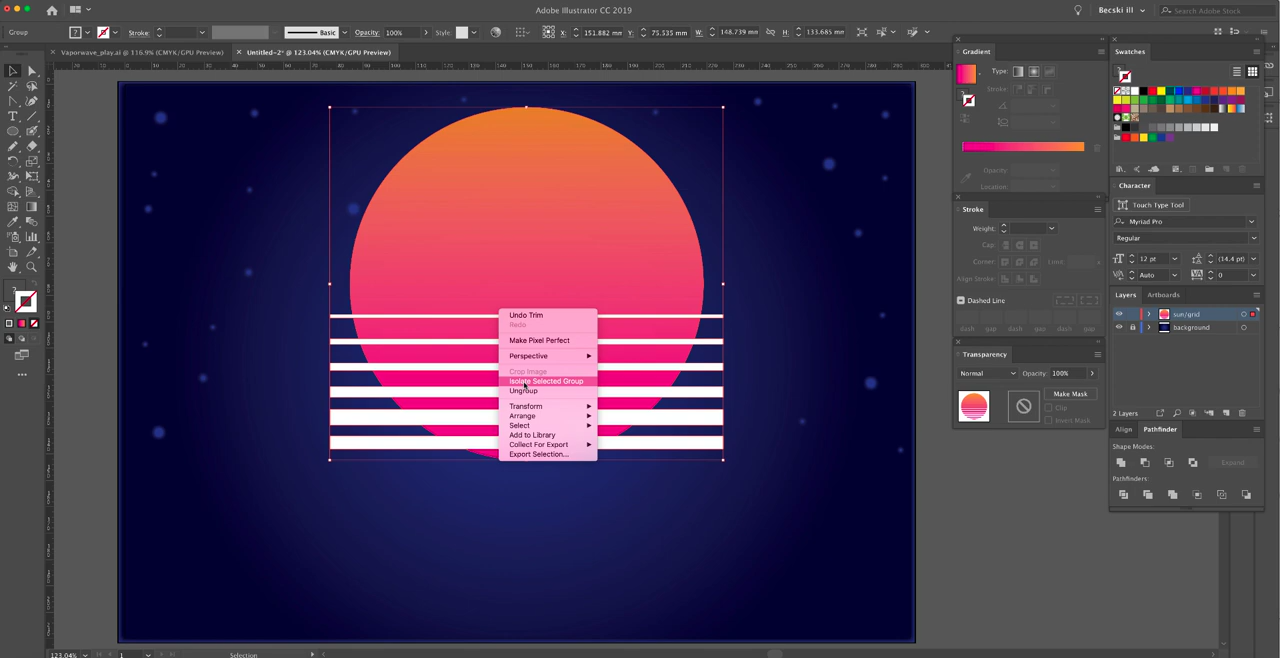 Adobe Illustrator CC 2019
Becski ill
Search Adobe Stock
Group
Stroke:
Basic
Opacity:
100%
Style:
X:
151.882 mm
Y:
75.535 mm
W:
148.739 mm
H:
133.685 mm
Vaporwave_play.ai @ 116.9% (CMYK/GPU Preview)
Untitled-2* @ 123.04% (CMYK/GPU Preview)
Undo Trim
Redo
Make Pixel Perfect
Perspective
Crop Image
Isolate Selected Group
Ungroup
Transform
Arrange
Select
Add to Library
Collect For Export
Export Selection...
Gradient
Type:
Stroke:
Opacity:
Location:
Stroke
Weight:
Cap:
Corner:
Limit:
Align Stroke:
Dashed Line
dash gap dash gap dash gap
Transparency
Normal
Opacity:
100%
Make Mask
Clip
Invert Mask
Swatches
Character
Touch Type Tool
Myriad Pro
Regular
12 pt
(14.4 pt)
Auto
0
Layers
Artboards
sun/grid
background
2 Layers
Align
Pathfinder
Shape Modes:
Expand
Pathfinders:
123.04%
1
Selection